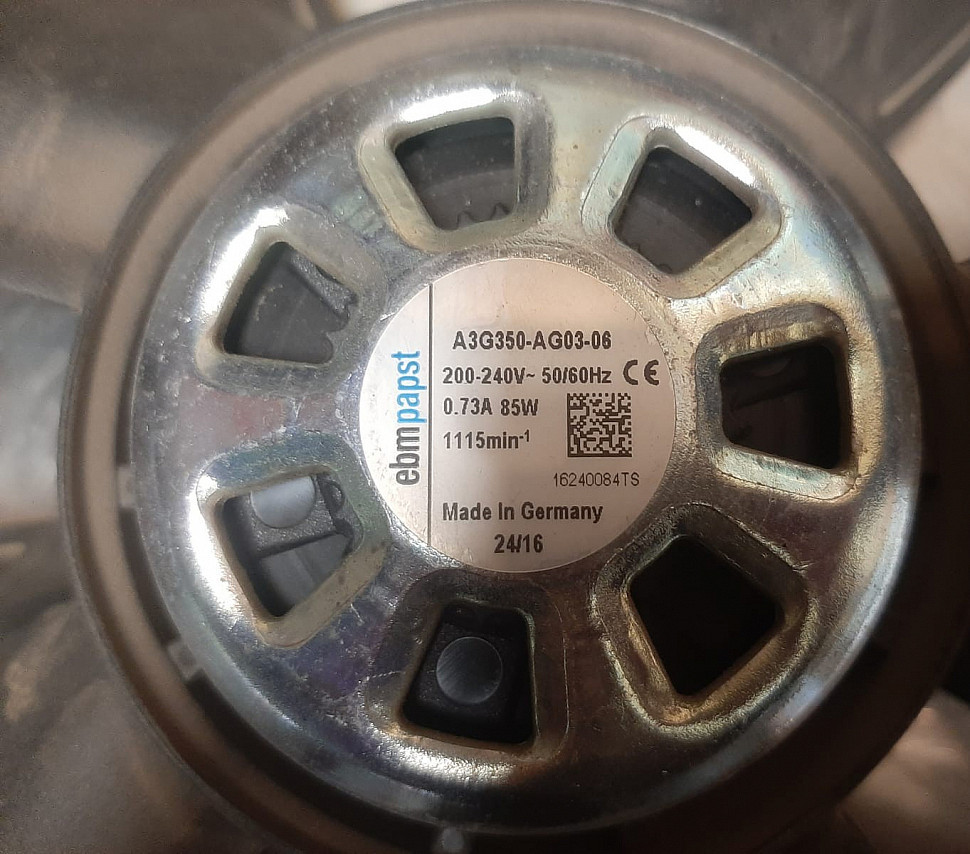 ebmpapst
A3G350-AG03-06
200-240V~ 50/60Hz CE
0.73A 85W
1115min⁻¹
16240084TS
Made In Germany
24/16